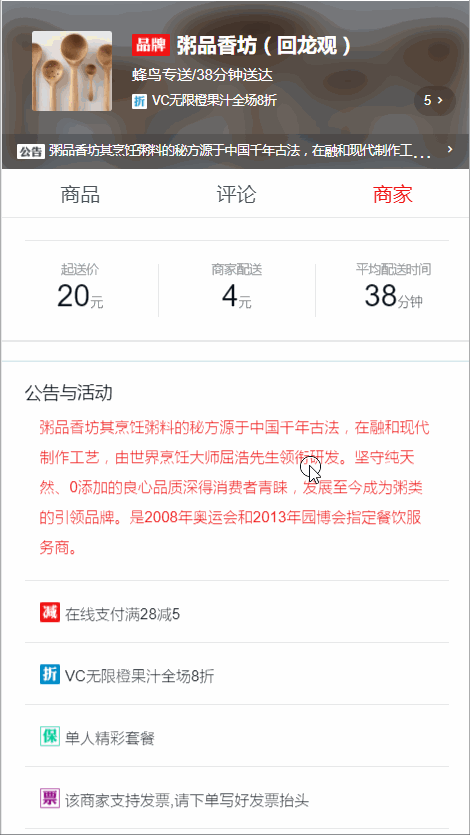 品牌 粥品香坊（回龙观）
蜂鸟专送/38分钟送达
折 VC无限橙果汁全场8折
5 >
公告 粥品香坊其烹饪粥料的秘方源于中国千年古法，在融和现代制作工... >
商品 评论 商家
起送价 商家配送 平均配送时间
20元 4元 38分钟
公告与活动
粥品香坊其烹饪粥料的秘方源于中国千年古法，在融和现代
制作工艺，由世界烹饪大师屈浩先生领衔研发。坚守纯天
然、0添加的良心品质深得消费者青睐，发展至今成为粥类
的引领品牌。是2008年奥运会和2013年园博会指定餐饮服
务商。
减 在线支付满28减5
折 VC无限橙果汁全场8折
保 单人精彩套餐
票 该商家支持发票,请下单写好发票抬头